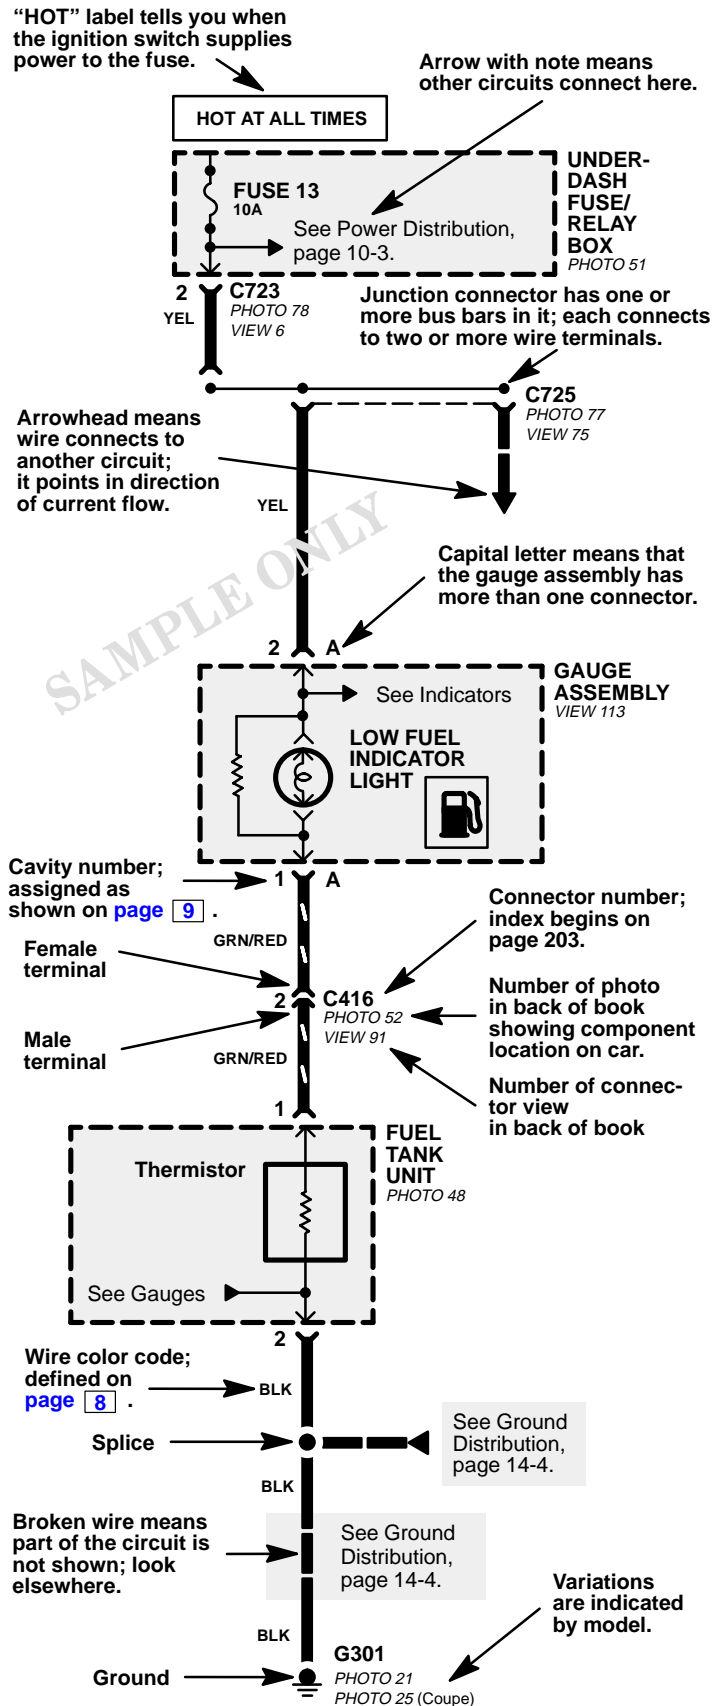 “HOT” label tells you when
the ignition switch supplies
power to the fuse.
Arrow with note means
other circuits connect here.
HOT AT ALL TIMES
FUSE 13
10A
See Power Distribution,
page 10-3.
UNDER-
DASH
FUSE/
RELAY
BOX
PHOTO 51
2
C723
YEL
PHOTO 78
VIEW 6
Junction connector has one or
more bus bars in it; each connects
to two or more wire terminals.
C725
PHOTO 77
VIEW 75
Arrowhead means
wire connects to
another circuit;
it points in direction
of current flow.
YEL
SAMPLE ONLY
Capital letter means that
the gauge assembly has
more than one connector.
2 A
See Indicators
GAUGE
ASSEMBLY
VIEW 113
LOW FUEL
INDICATOR
LIGHT
Cavity number;
assigned as
shown on page 9 .
1 A
GRN/RED
Connector number;
index begins on
page 203.
Female
terminal
2
C416
PHOTO 52
VIEW 91
Number of photo
in back of book
showing component
location on car.
Male
terminal
GRN/RED
Number of connec-
tor view
in back of book
1
Thermistor
FUEL
TANK
UNIT
PHOTO 48
See Gauges
2
Wire color code;
defined on
page 8 .
BLK
Splice
See Ground
Distribution,
page 14-4.
BLK
Broken wire means
part of the circuit is
not shown; look
elsewhere.
See Ground
Distribution,
page 14-4.
Variations
are indicated
by model.
BLK
G301
Ground
PHOTO 21
PHOTO 25 (Coupe)